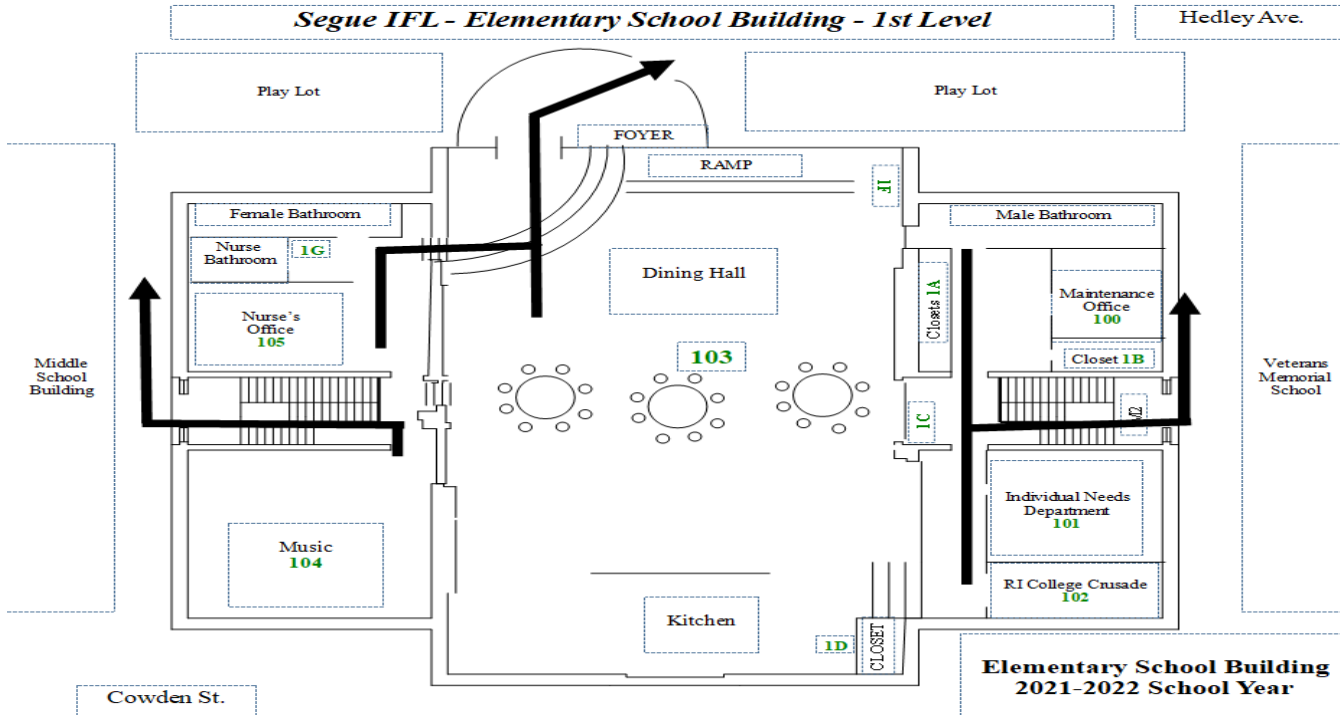 Segue IFL - Elementary School Building - 1st Level
Hedley Ave.
Play Lot
Play Lot
FOYER
RAMP
1F
Female Bathroom
Male Bathroom
Nurse
Bathroom
1G
Dining Hall
Closets 1A
Maintenance
Office
100
Nurse's
Office
105
Closet 1B
103
Middle
School
Building
Veterans
Memorial
School
1C
Individual Needs
Department
101
Music
104
RI College Crusade
102
Kitchen
1D
CLOSET
Elementary School Building
2021-2022 School Year
Cowden St.